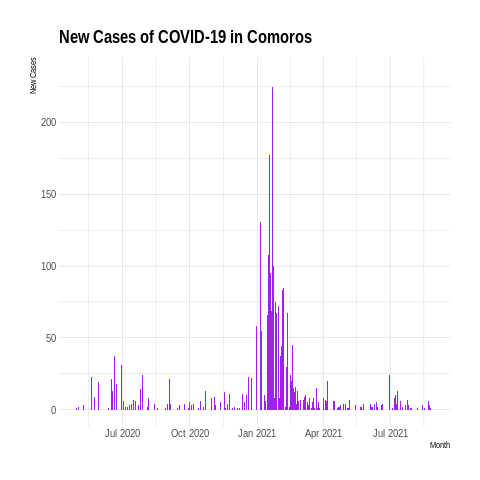 New Cases of COVID-19 in Comoros
New Cases
200
150
100
50
0
Jul 2020 Oct 2020 Jan 2021 Apr 2021 Jul 2021
Month